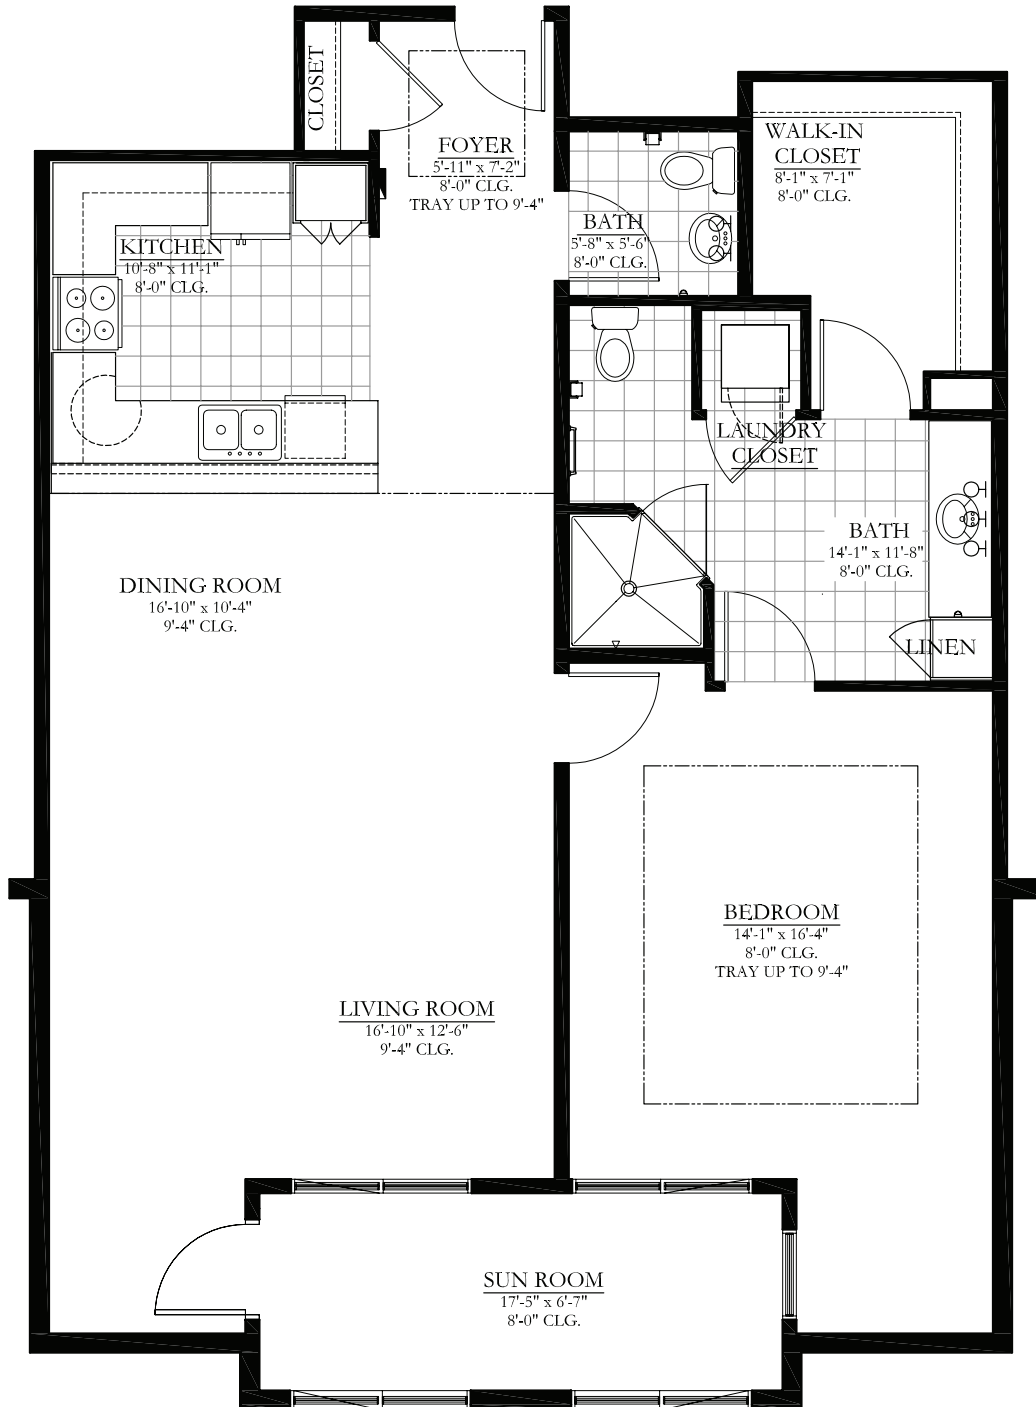 CLOSET
FOYER
5'-11" x 7'-2"
8'-0" CLG.
TRAY UP TO 9'-4"
WALK-IN
CLOSET
8'-1" x 7'-1"
8'-0" CLG.
KITCHEN
10'-8" x 11'-1"
8'-0" CLG.
BATH
5'-8" x 5'-6"
8'-0" CLG.
LAUNDRY
CLOSET
BATH
14'-1" x 11'-8"
8'-0" CLG.
LINEN
DINING ROOM
16'-10" x 10'-4"
9'-4" CLG.
BEDROOM
14'-1" x 16'-4"
8'-0" CLG.
TRAY UP TO 9'-4"
LIVING ROOM
16'-10" x 12'-6"
9'-4" CLG.
SUN ROOM
17'-5" x 6'-7"
8'-0" CLG.